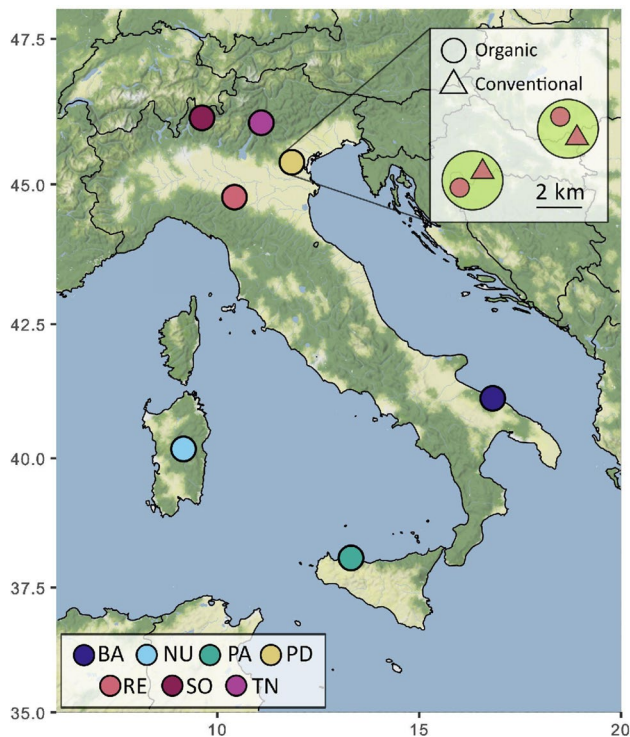 47.5
Organic
Conventional
45.0
2 km
42.5
40.0
37.5
BA NU PA PD
RE SO TN
35.0
10 15 20